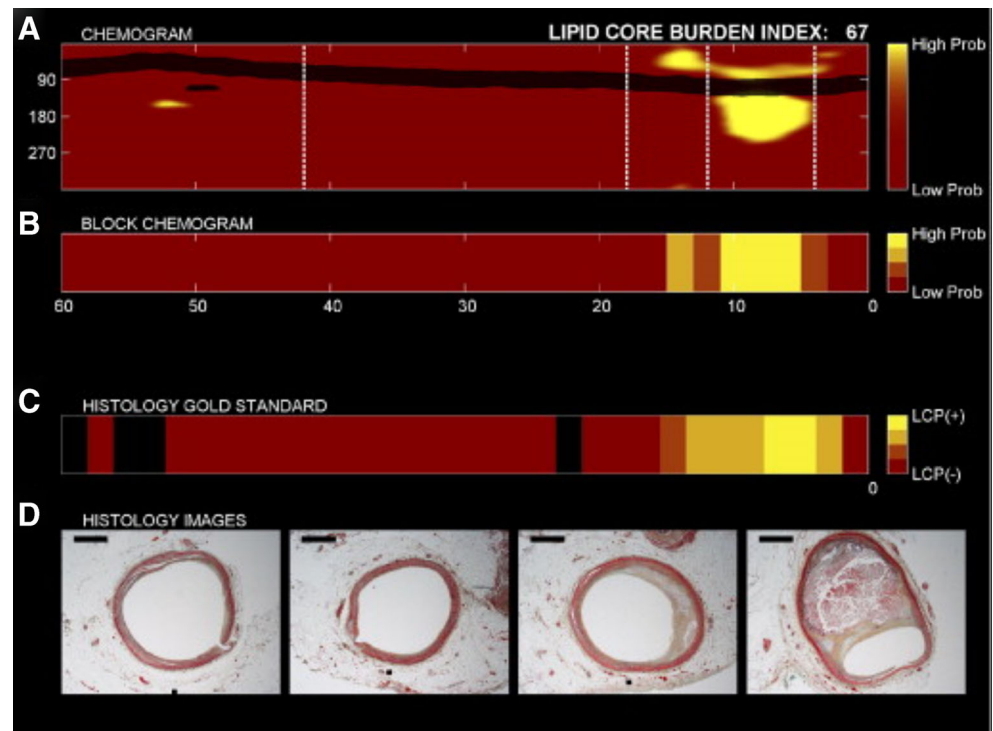 A
CHEMOGRAM
LIPID CORE BURDEN INDEX: 67
High Prob
90
180
270
Low Prob
B
BLOCK CHEMOGRAM
High Prob
Low Prob
60 50 40 30 20 10 0
C
HISTOLOGY GOLD STANDARD
LCP(+)
LCP(-)
0
D
HISTOLOGY IMAGES